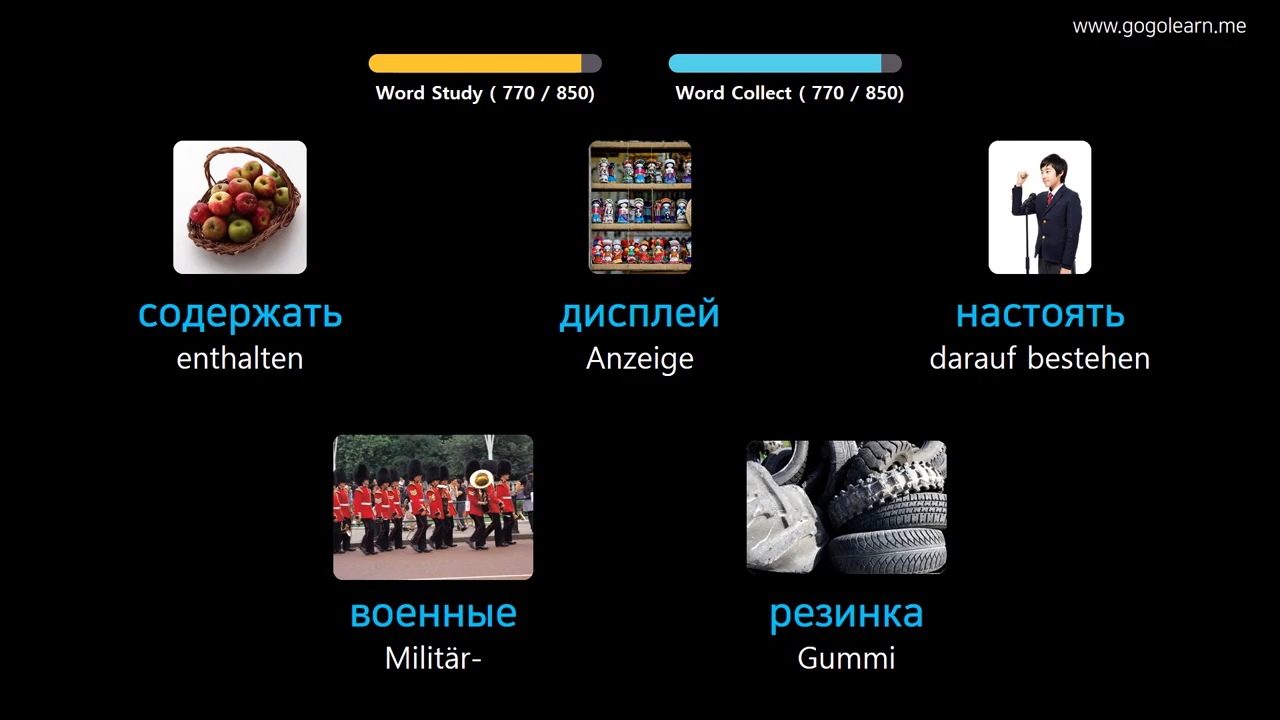 www.gogolearn.me
Word Study ( 770 / 850)
Word Collect ( 770 / 850)
содержать
enthalten
дисплей
Anzeige
настоять
darauf bestehen
военные
Militär-
резинка
Gummi